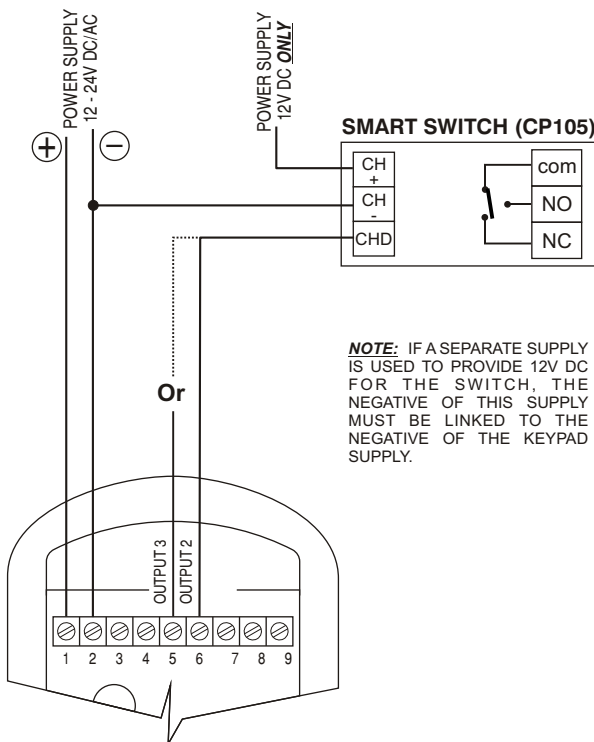 POWER SUPPLY
12 - 24V DC/AC
+
-
POWER SUPPLY
12V DC ONLY
SMART SWITCH (CP105)
CH
+
CH
-
CHD
com
NO
NC
NOTE: IF A SEPARATE SUPPLY
IS USED TO PROVIDE 12V DC
FOR THE SWITCH, THE
NEGATIVE OF THIS SUPPLY
MUST BE LINKED TO THE
NEGATIVE OF THE KEYPAD
SUPPLY.
Or
OUTPUT 3
OUTPUT 2
1 2 3 4 5 6 7 8 9